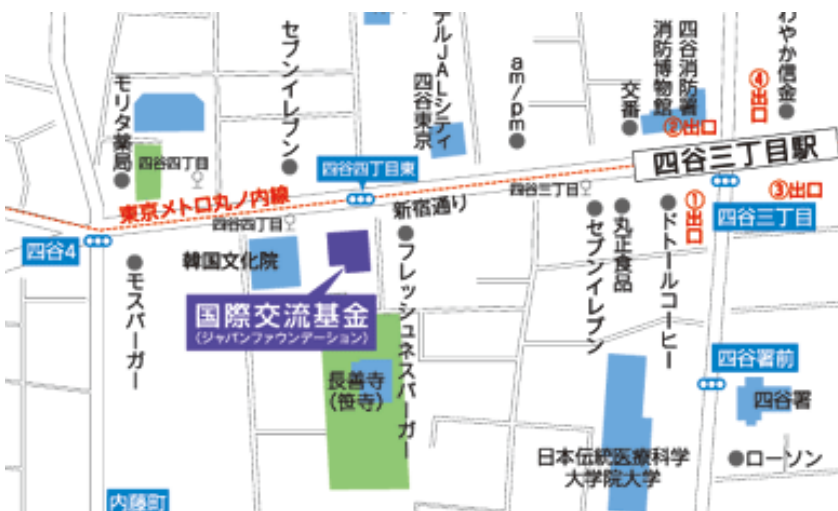 セブンイレブン
テルJALシティ
四谷東京
am/pm
交番
消防博物館
四谷消防署
④出口
わやか信金
モリタ薬局
四谷四丁目
四谷四丁目東
②出口
四谷三丁目駅
東京メトロ丸ノ内線
新宿通り
四谷三丁目
①出口
③出口
四谷三丁目
四谷4
四谷四丁目
韓国文化院
モスバーガー
国際交流基金
(ジャパンファウンデーション)
フレッシュネスバーガー
セブンイレブン
丸正食品
ドトールコーヒー
長善寺
(笹寺)
四谷署前
四谷署
日本伝統医療科学
大学院大学
ローソン
内藤町